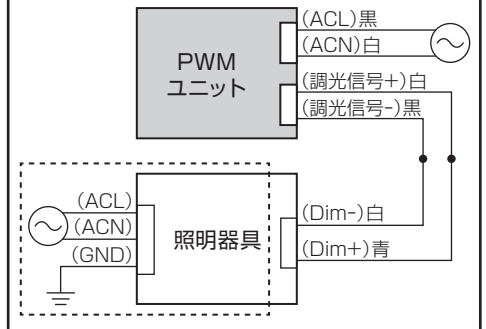 (ACL)黒
(ACN)白
PWM
ユニット
(調光信号+)白
(調光信号-)黒
(ACL)
(ACN)
(GND)
照明器具
(Dim-)白
(Dim+)青